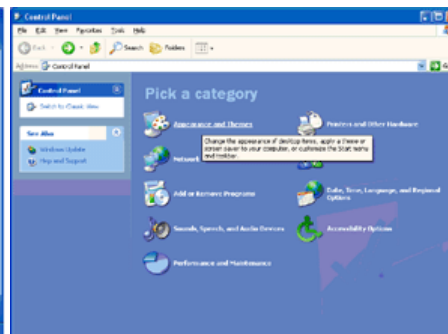 Control Panel
File Edit View Favorites Tools Help
Back Search Folders
Address Control Panel
Control Panel
Switch to Classic View
See Also
Windows Update
Help and Support
Pick a category
Appearance and Themes
Printers and Other Hardware
Change the appearance of desktop items, apply a theme or
screen saver to your computer, or customize the Start menu
and taskbar.
Network
Add or Remove Programs
Date, Time, Language, and Regional
Options
Sounds, Speech, and Audio Devices
Accessibility Options
Performance and Maintenance